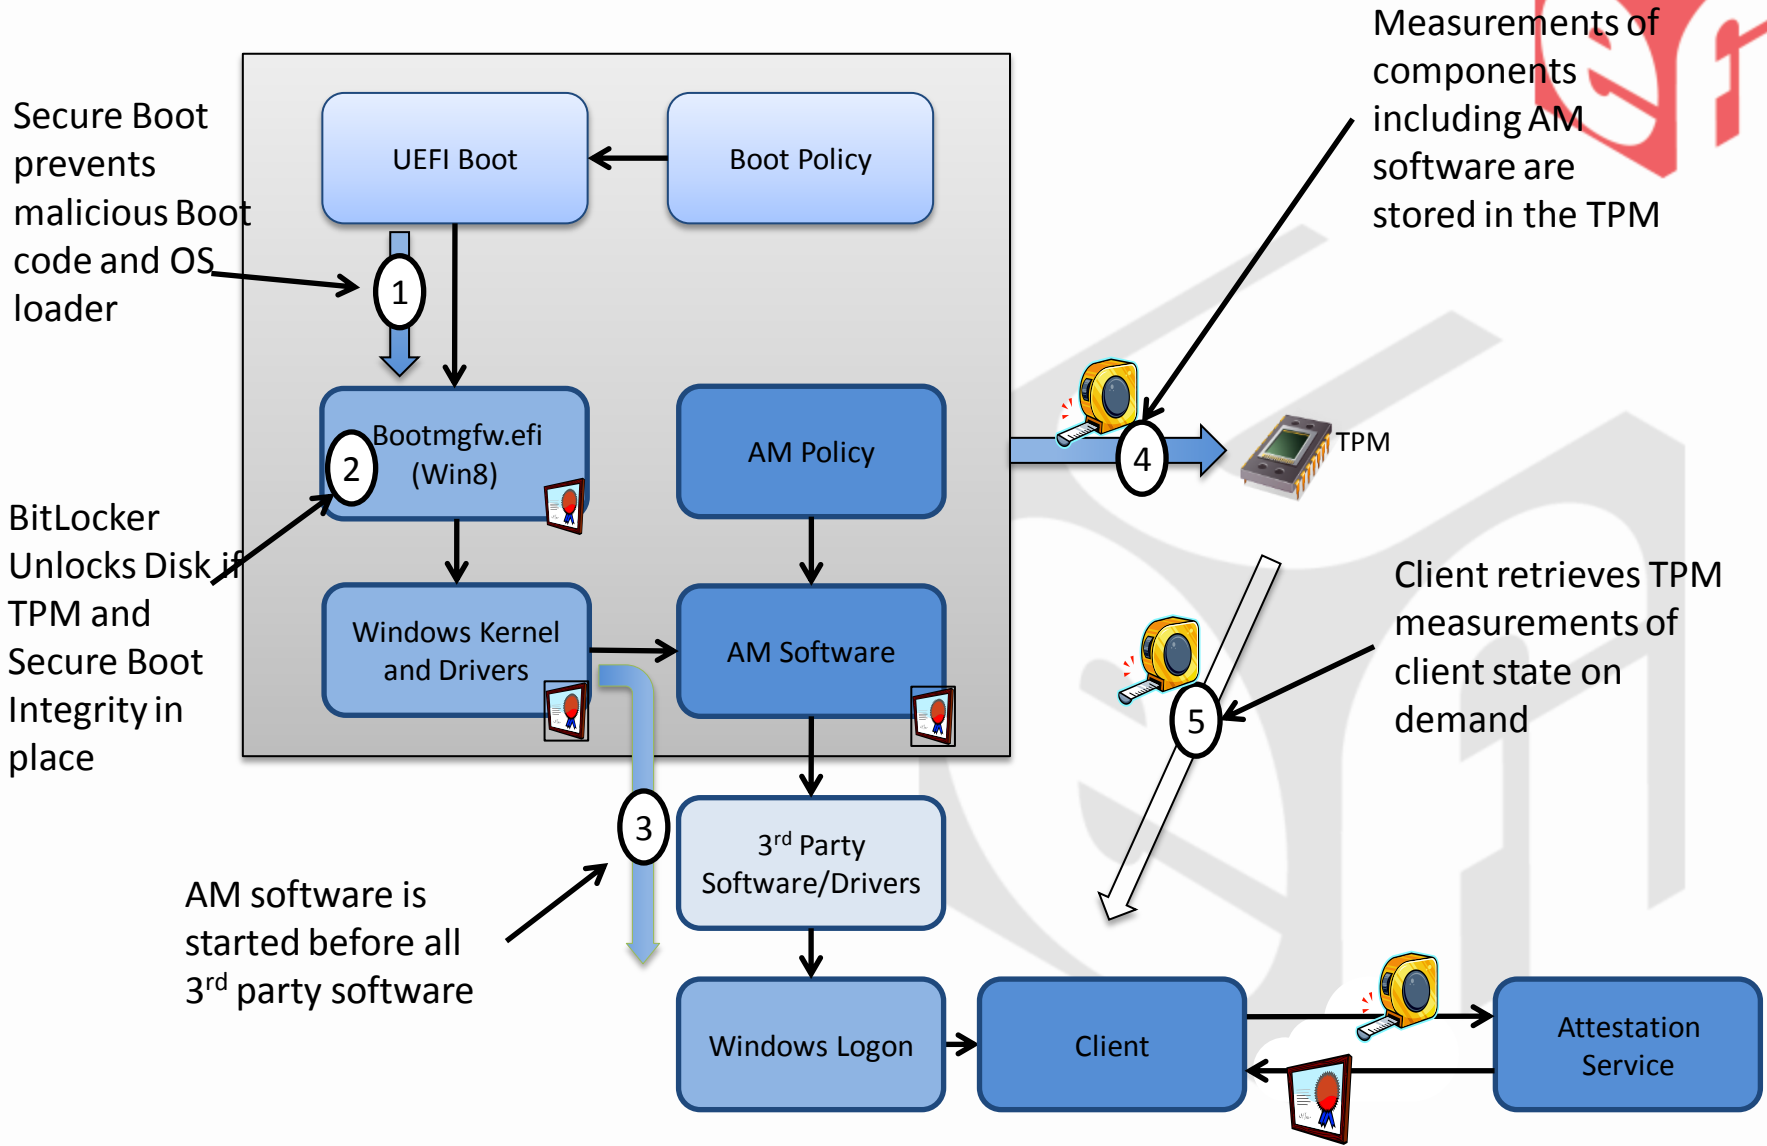 Measurements of
components
including AM
software are
stored in the TPM
Secure Boot
prevents
malicious Boot
code and OS
loader
UEFI Boot
Boot Policy
1
Bootmgfw.efi
(Win8)
2
AM Policy
4
TPM
BitLocker
Unlocks Disk if
TPM and
Secure Boot
Integrity in
place
Windows Kernel
and Drivers
AM Software
Client retrieves TPM
measurements of
client state on
demand
5
3
3rd Party
Software/Drivers
AM software is
started before all
3rd party software
Windows Logon
Client
Attestation
Service